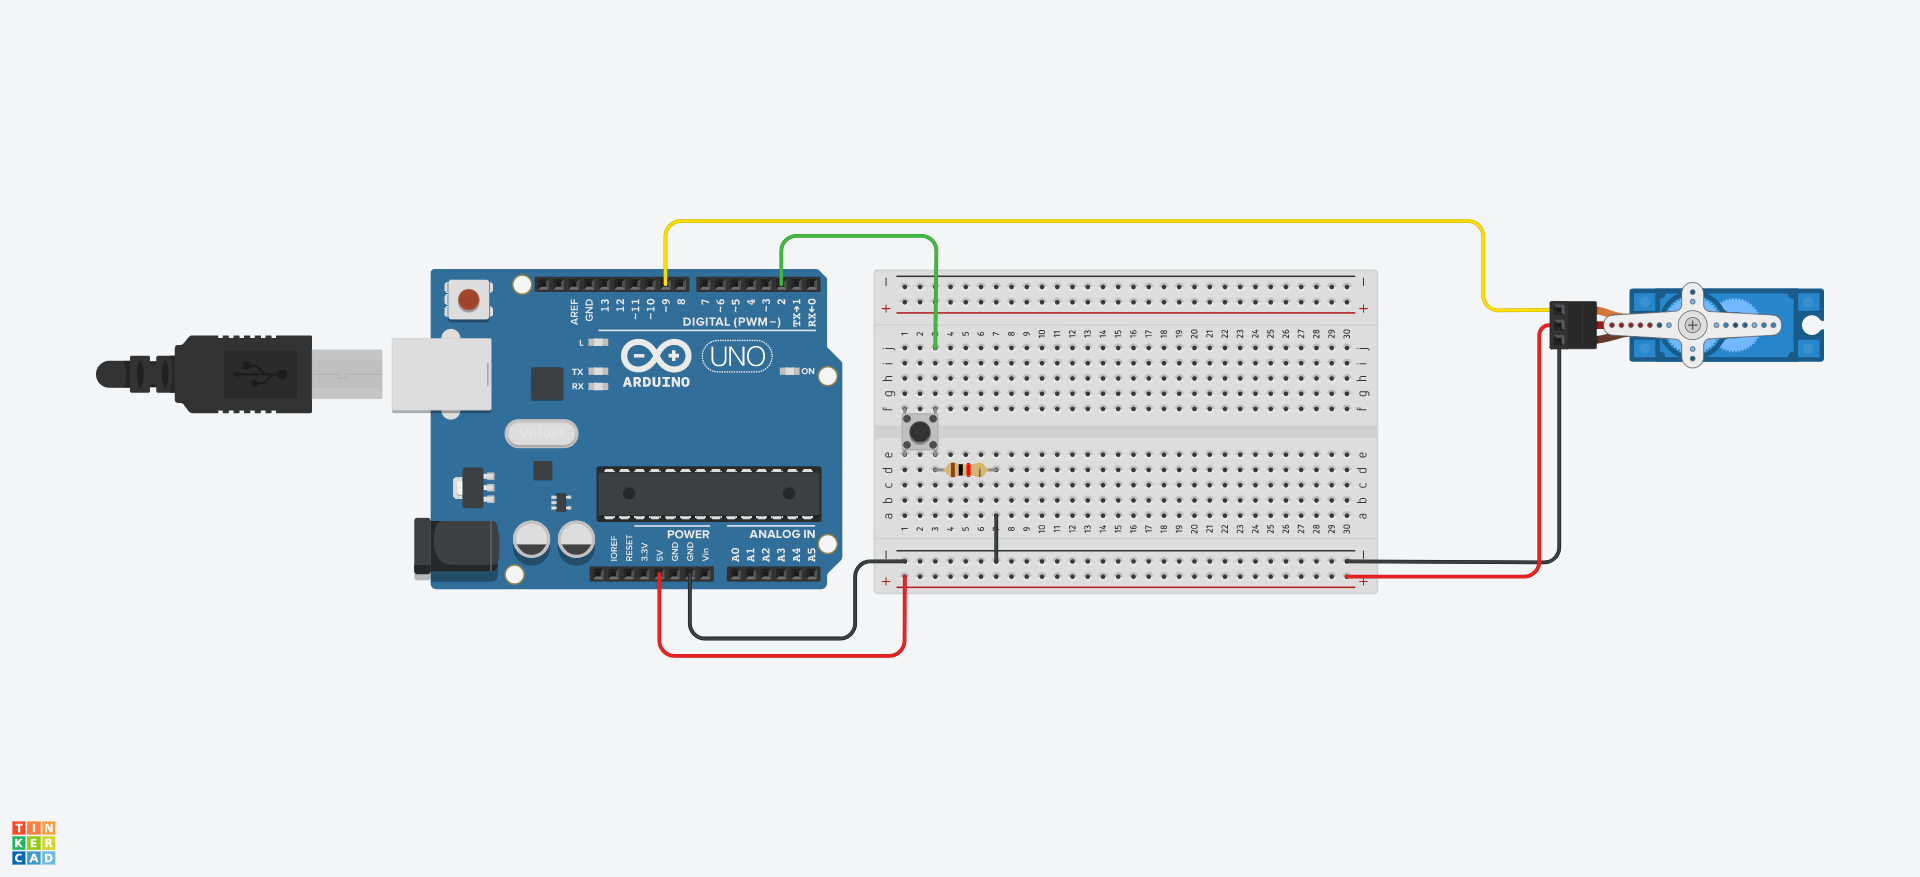 AREF
GND
13
12
~11
~10
~9
8
7
~6
~5
4
~3
2
TX→1
RX←0
DIGITAL (PWM~)
L
TX
RX
ARDUINO
UNO
ON
POWER
ANALOG IN
IOREF
RESET
3.3V
5V
GND
GND
Vin
A0
A1
A2
A3
A4
A5
− −
+ +
1 2 3 4 5 6 7 8 9 10 11 12 13 14 15 16 17 18 19 20 21 22 23 24 25 26 27 28 29 30
j j
i i
h h
g g
f f
e e
d d
c c
b b
a a
1 2 3 4 5 6 7 8 9 10 11 12 13 14 15 16 17 18 19 20 21 22 23 24 25 26 27 28 29 30
− −
+ +
TIN
KER
CAD